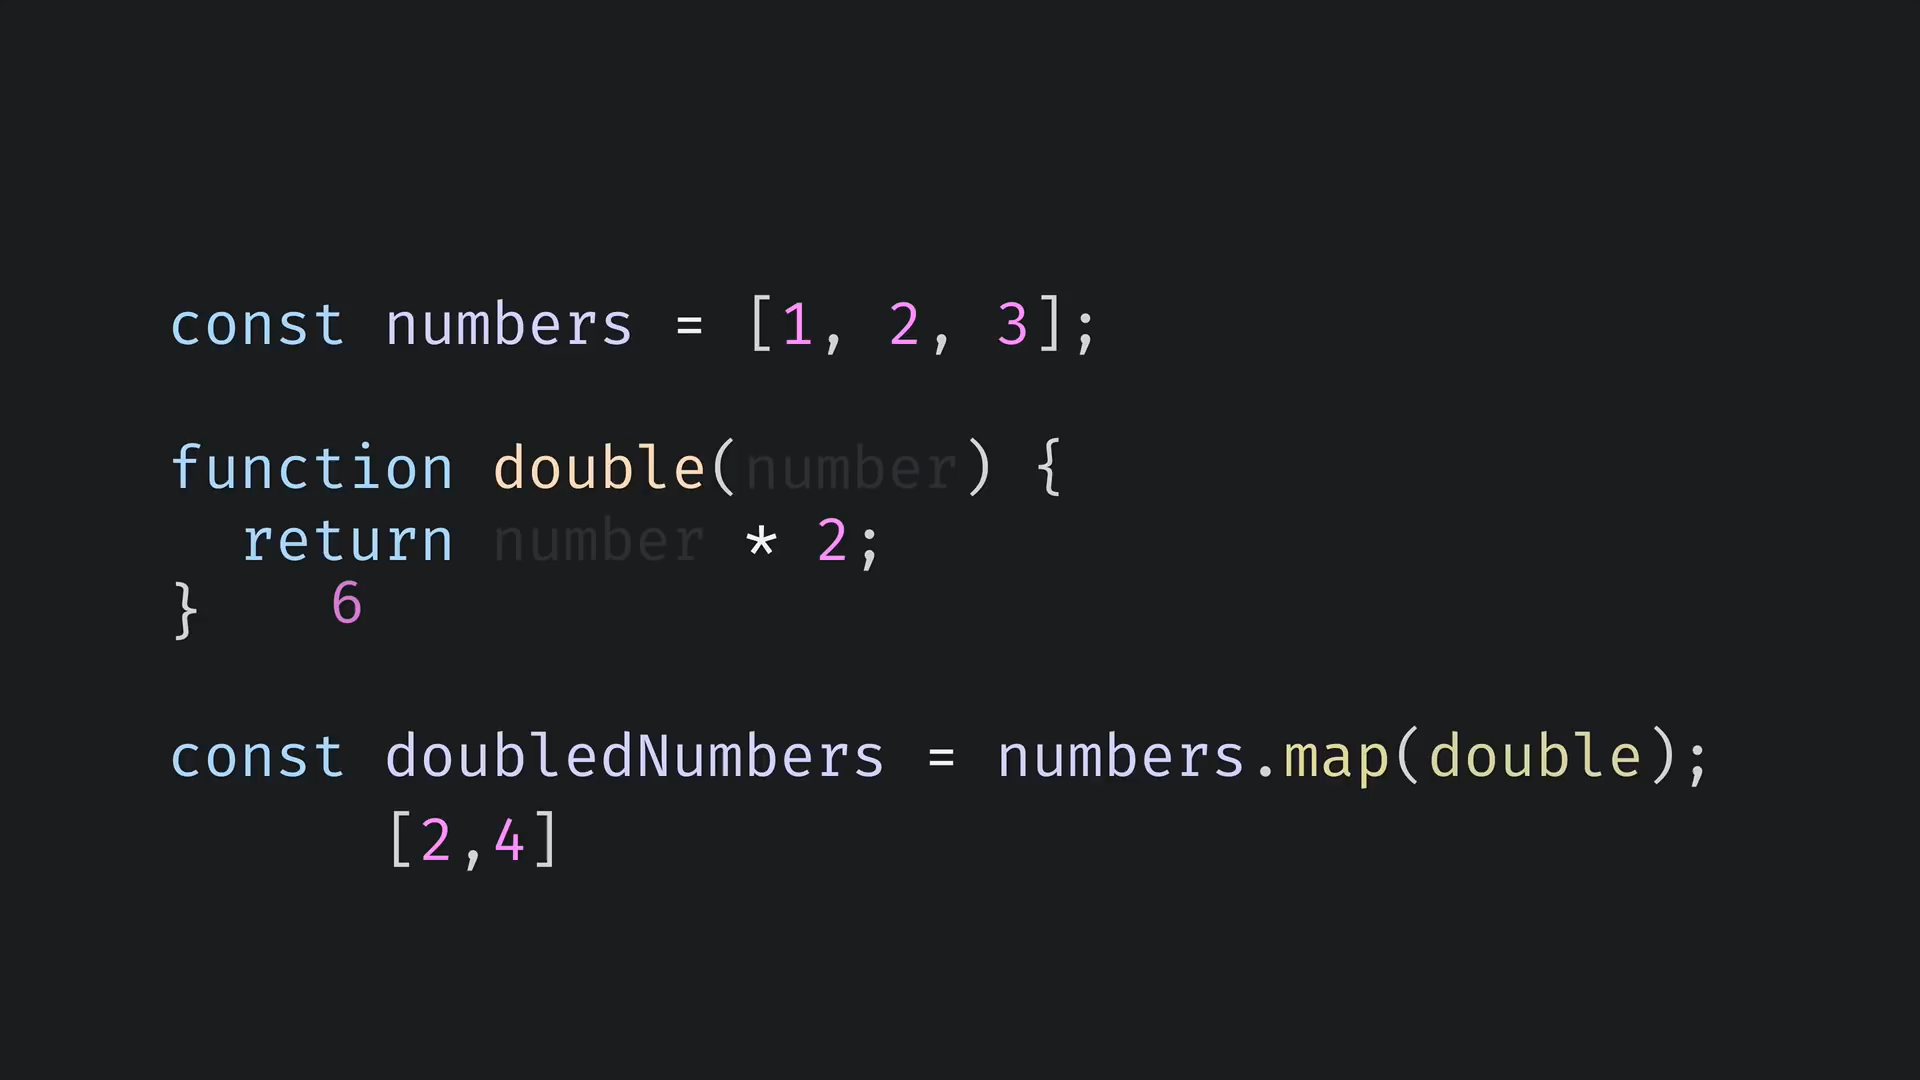 const numbers = [1, 2, 3];
function double(number) {
return number * 2;
} 6
const doubledNumbers = numbers.map(double);
[2,4]